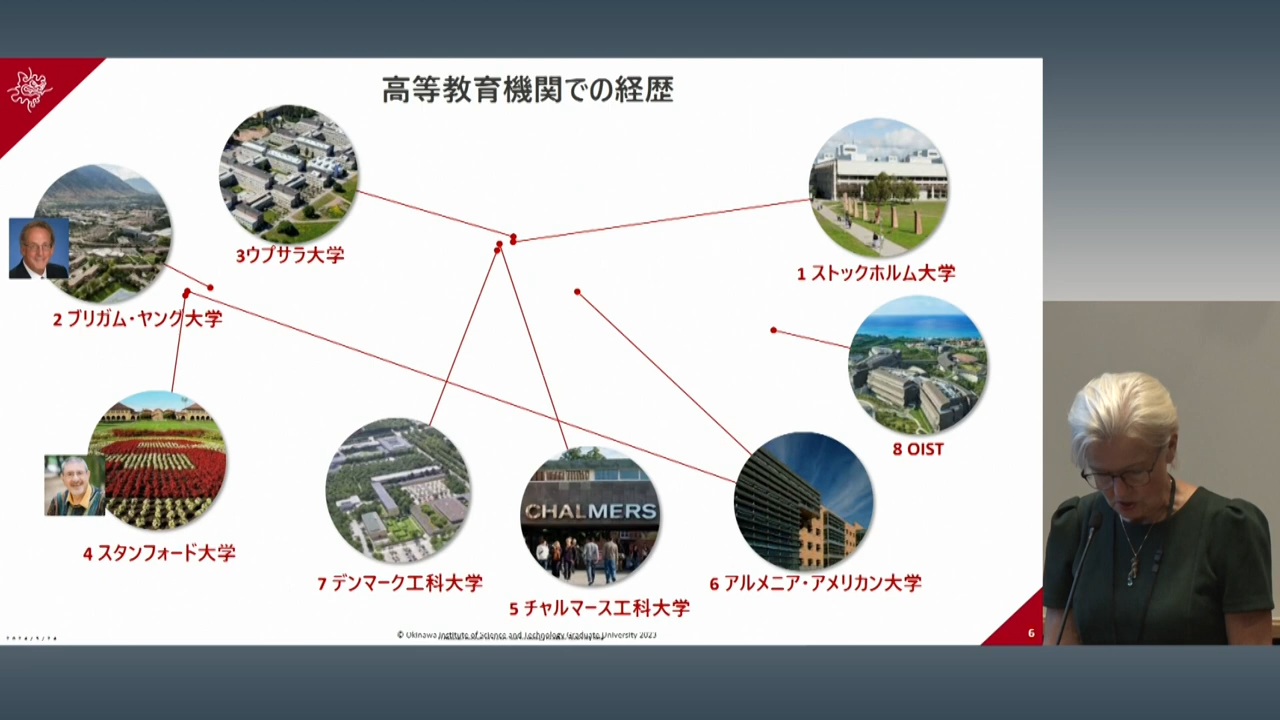 高等教育機関での経歴
3ウプサラ大学
1 ストックホルム大学
2 ブリガム・ヤング大学
8 OIST
CHALMERS
4 スタンフォード大学
7 デンマーク工科大学
6 アルメニア・アメリカン大学
5 チャルマース工科大学
© Okinawa Institute of Science and Technology Graduate University 2023
6